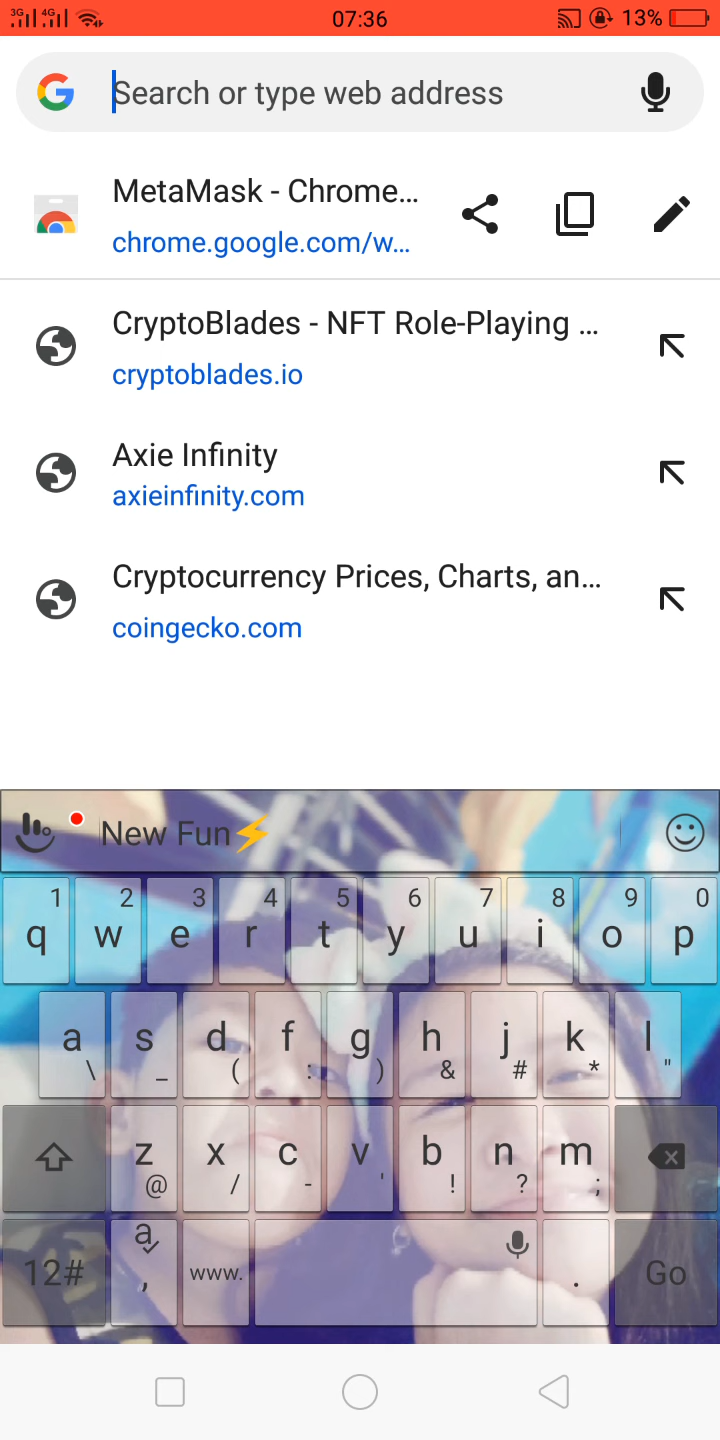 3G 4G 07:36 13%
Search or type web address
MetaMask - Chrome...
chrome.google.com/w...
CryptoBlades - NFT Role-Playing ...
cryptoblades.io
Axie Infinity
axieinfinity.com
Cryptocurrency Prices, Charts, an...
coingecko.com
New Fun⚡
1 2 3 4 5 6 7 8 9 0
q w e r t y u i o p
a s d f g h j k l
\ _ ( : ) & # * "
z x c v b n m
@ / - ' ! ? ;
12# a , www. . Go